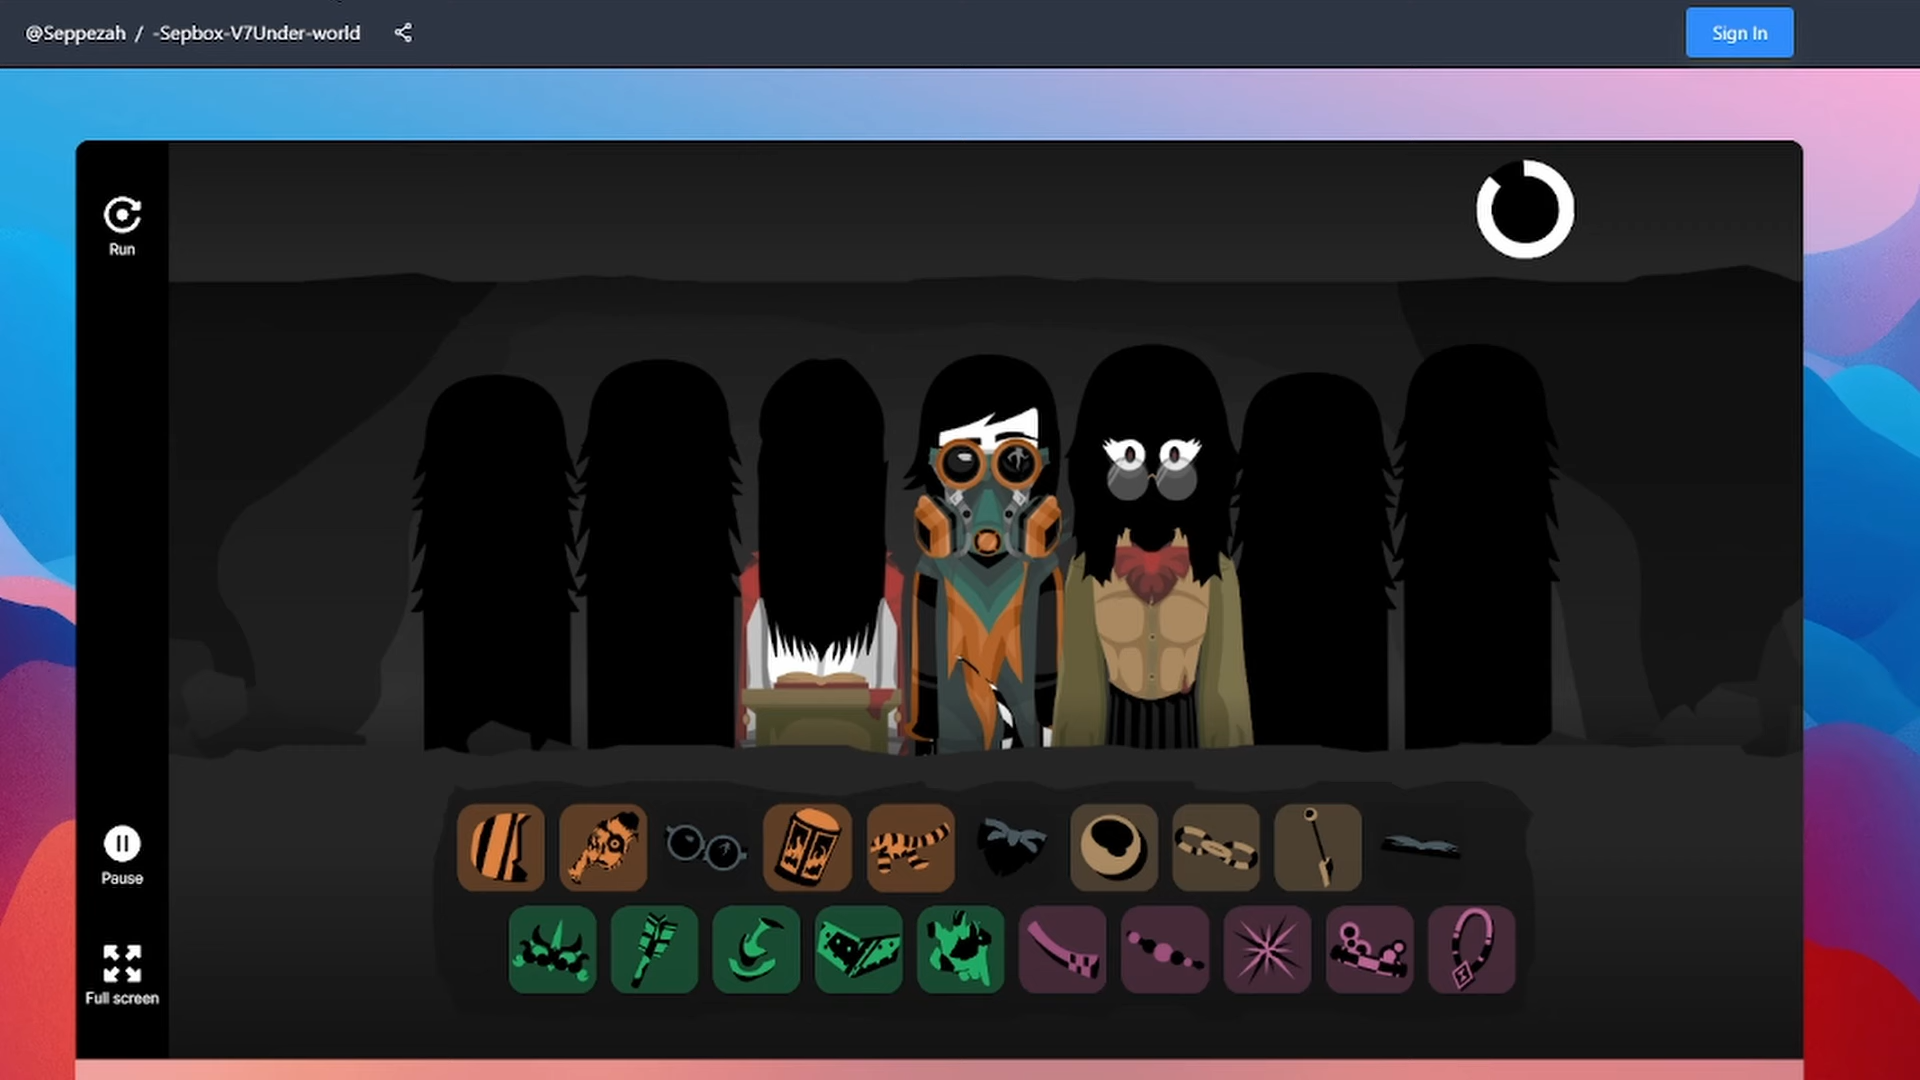 @Seppezah / -Sepbox-V7Under-world
Sign In
Run
Pause
Full screen